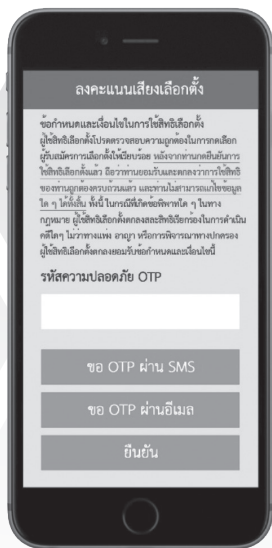 ลงคะแนนเสียงเลือกตั้ง
ข้อกำหนดและเงื่อนไขในการใช้สิทธิเลือกตั้ง
ผู้ใช้สิทธิเลือกตั้งโปรดตรวจสอบความถูกต้องในการกดเลือก
ผู้รับสมัครการเลือกตั้งให้เรียบร้อย หลังจากท่านกดยืนยันการ
ใช้สิทธิเลือกตั้งแล้ว ถือว่าท่านยอมรับและตกลงว่าการใช้สิทธิ
ของท่านถูกต้องครบถ้วนแล้ว และท่านไม่สามารถแก้ไขข้อมูล
ใด ๆ ได้ทั้งสิ้น ทั้งนี้ ในกรณีที่เกิดข้อพิพาทใด ๆ ในทาง
กฎหมาย ผู้ใช้สิทธิเลือกตั้งตกลงสละสิทธิเรียกร้องในการดำเนิน
คดีใดๆ ไม่ว่าทางแพ่ง อาญา หรือการพิจารณาทางปกครอง
ผู้ใช้สิทธิเลือกตั้งตกลงยอมรับข้อกำหนดและเงื่อนไขนี้
รหัสความปลอดภัย OTP
ขอ OTP ผ่าน SMS
ขอ OTP ผ่านอีเมล
ยืนยัน